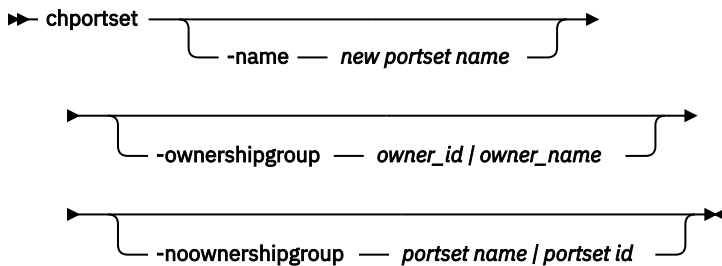 chportset
-name new portset name
-ownershipgroup owner_id | owner_name
-noownershipgroup portset name | portset id